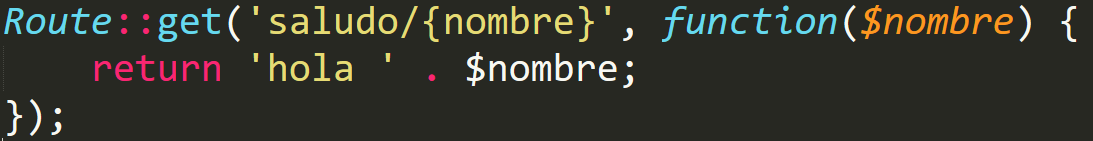 Route::get('saludo/{nombre}', function($nombre) {
    return 'hola ' . $nombre;
});